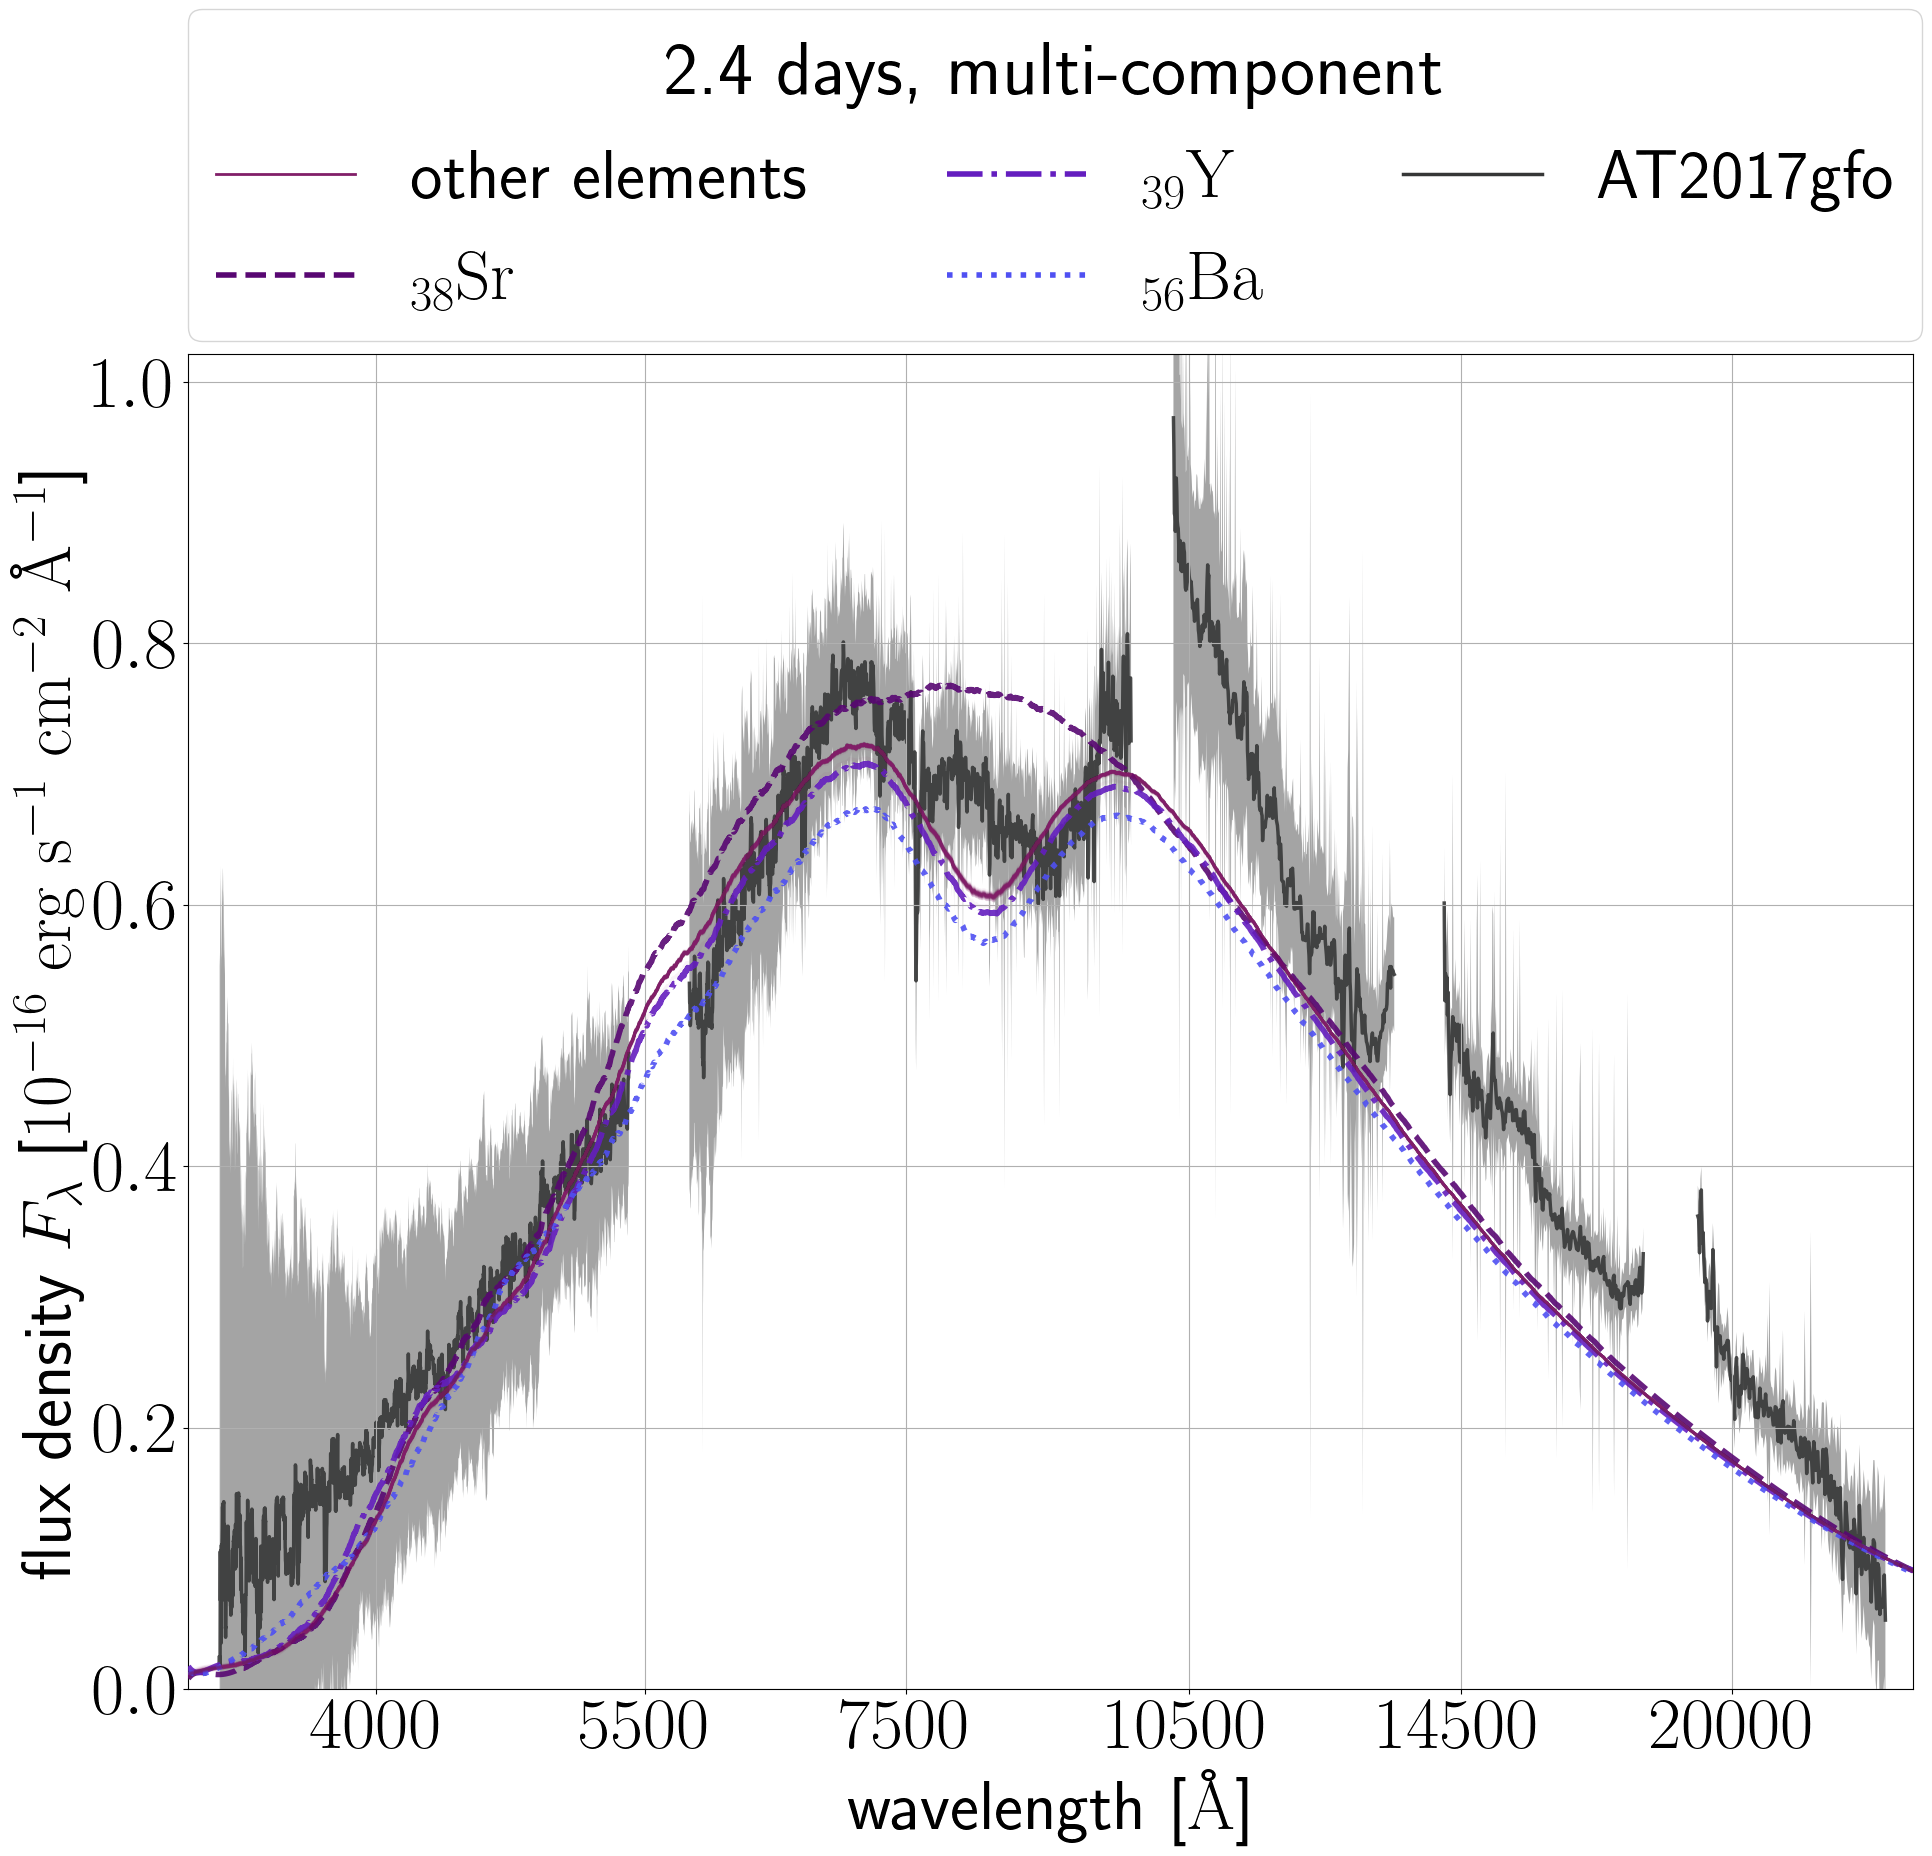 2.4 days, multi-component
other elements
₃₈Sr
₃₉Y
₅₆Ba
AT2017gfo
flux density F_λ [10⁻¹⁶ erg s⁻¹ cm⁻² Å⁻¹]
1.0
0.8
0.6
0.4
0.2
0.0
4000 5500 7500 10500 14500 20000
wavelength [Å]